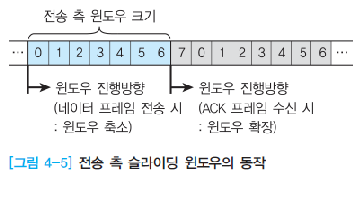 전송 측 윈도우 크기
··· 0 1 2 3 4 5 6 7 0 1 2 3 4 5 6 ···
윈도우 진행방향 윈도우 진행방향
(데이터 프레임 전송 시 (ACK 프레임 수신 시
: 윈도우 축소) : 윈도우 확장)
[그림 4-5] 전송 측 슬라이딩 윈도우의 동작